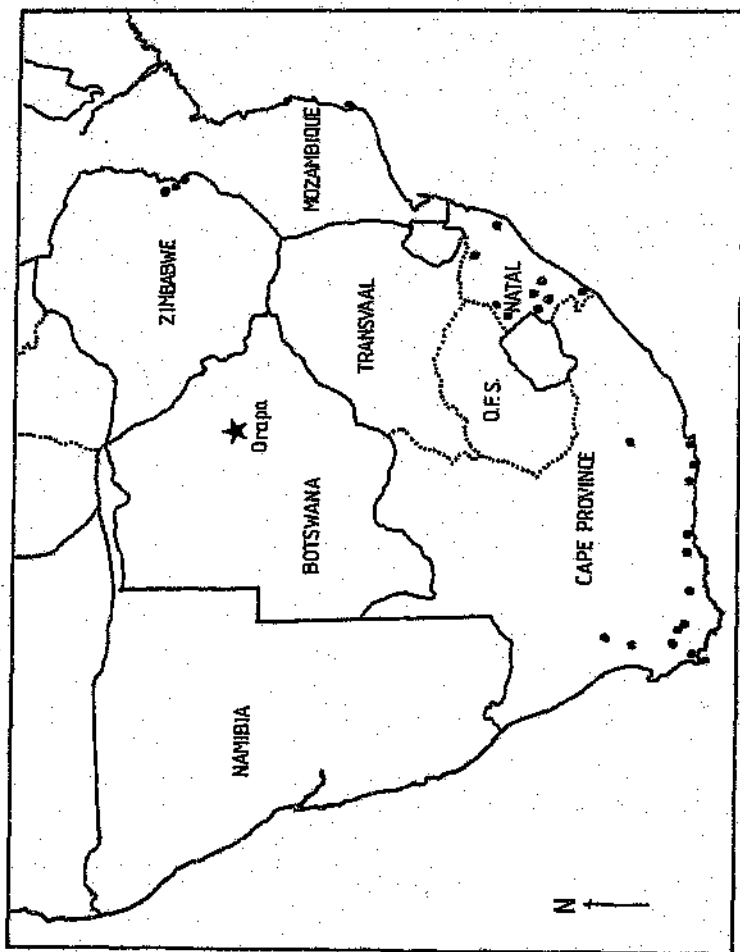 ZIMBABWE
MOZAMBIQUE
Orapa
TRANSVAAL
BOTSWANA
NAMIBIA
NATAL
O.F.S.
CAPE PROVINCE
N